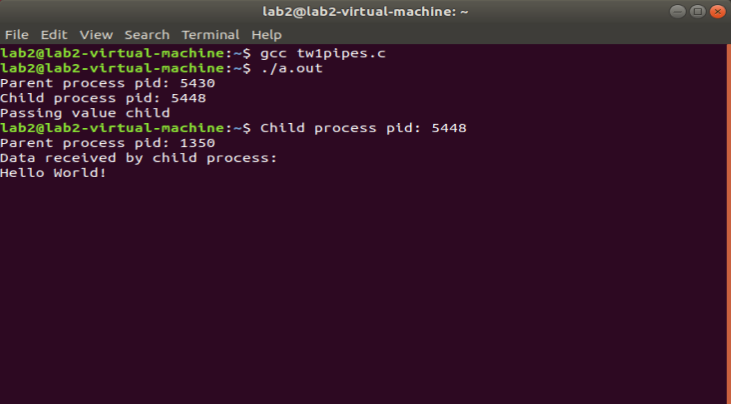 lab2@lab2-virtual-machine: ~
File Edit View Search Terminal Help
lab2@lab2-virtual-machine:~$ gcc tw1pipes.c
lab2@lab2-virtual-machine:~$ ./a.out
Parent process pid: 5430
Child process pid: 5448
Passing value child
lab2@lab2-virtual-machine:~$ Child process pid: 5448
Parent process pid: 1350
Data received by child process:
Hello World!